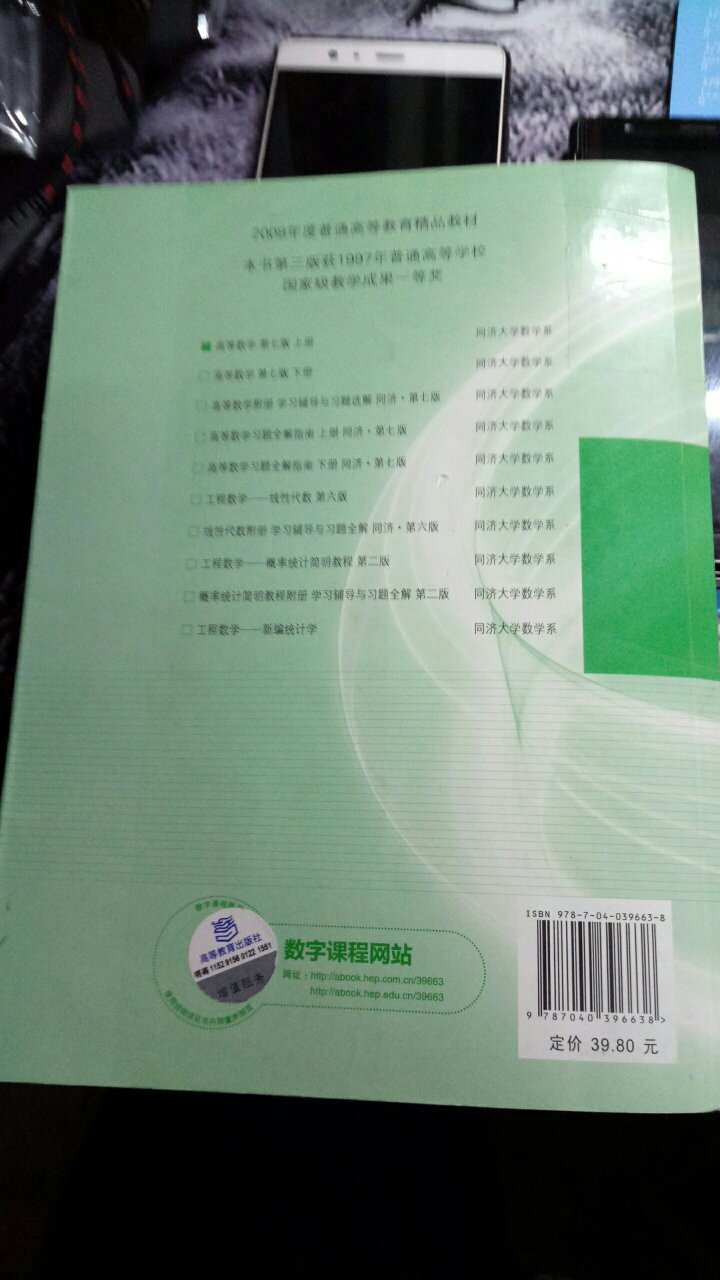 2008年度普通高等教育精品教材
本书第三版获1997年普通高等学校
国家级教学成果一等奖
高等数学 第七版 上册 同济大学数学系
高等数学 第七版 下册 同济大学数学系
高等数学附册 学习辅导与习题选解 同济·第七版 同济大学数学系
高等数学习题全解指南 上册 同济·第七版 同济大学数学系
高等数学习题全解指南 下册 同济·第七版 同济大学数学系
工程数学——线性代数 第六版 同济大学数学系
线性代数附册 学习辅导与习题全解 同济·第六版 同济大学数学系
工程数学——概率统计简明教程 第二版 同济大学数学系
概率统计简明教程附册 学习辅导与习题全解 第二版 同济大学数学系
工程数学——新编统计学 同济大学数学系
高等教育出版社
密码 1152 9156 0122 1551
增值服务
数字课程网站
网址：http://abook.hep.com.cn/39663
http://abook.hep.edu.cn/39663
ISBN 978-7-04-039663-8
9 787040 396638 >
定价 39.80 元